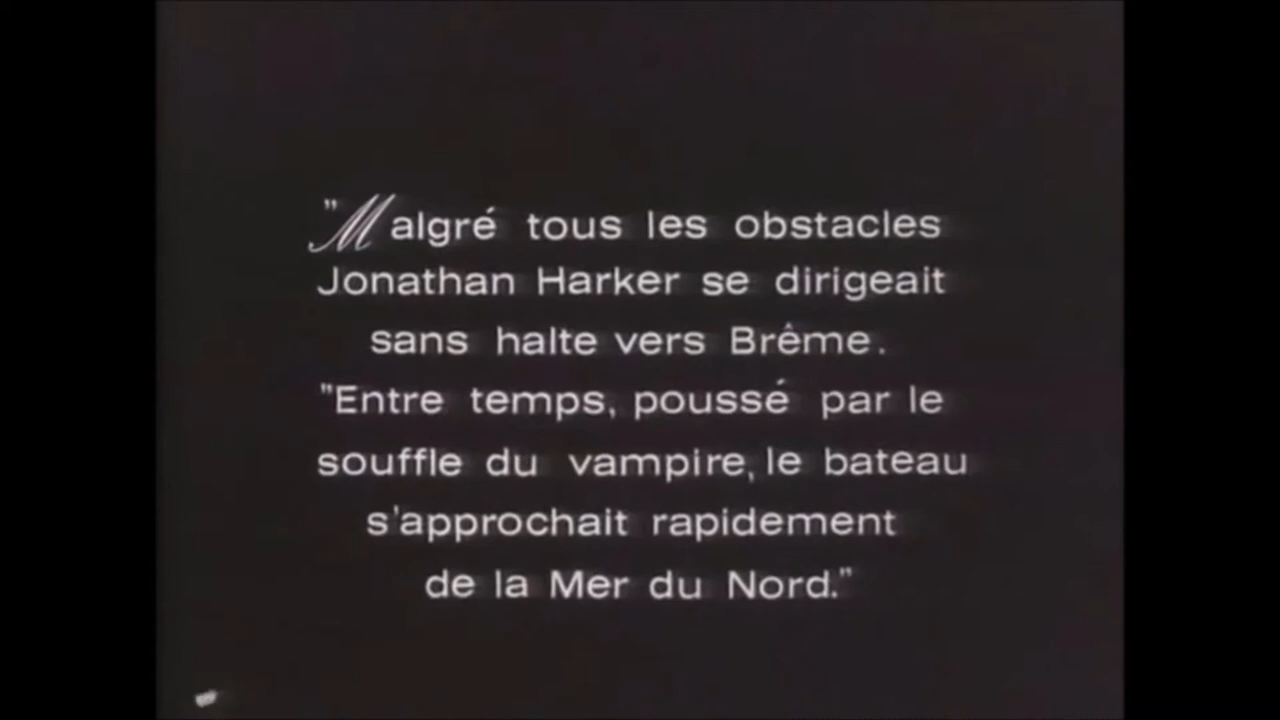 "Malgré tous les obstacles
Jonathan Harker se dirigeait
sans halte vers Brême.
"Entre temps, poussé par le
souffle du vampire, le bateau
s'approchait rapidement
de la Mer du Nord."